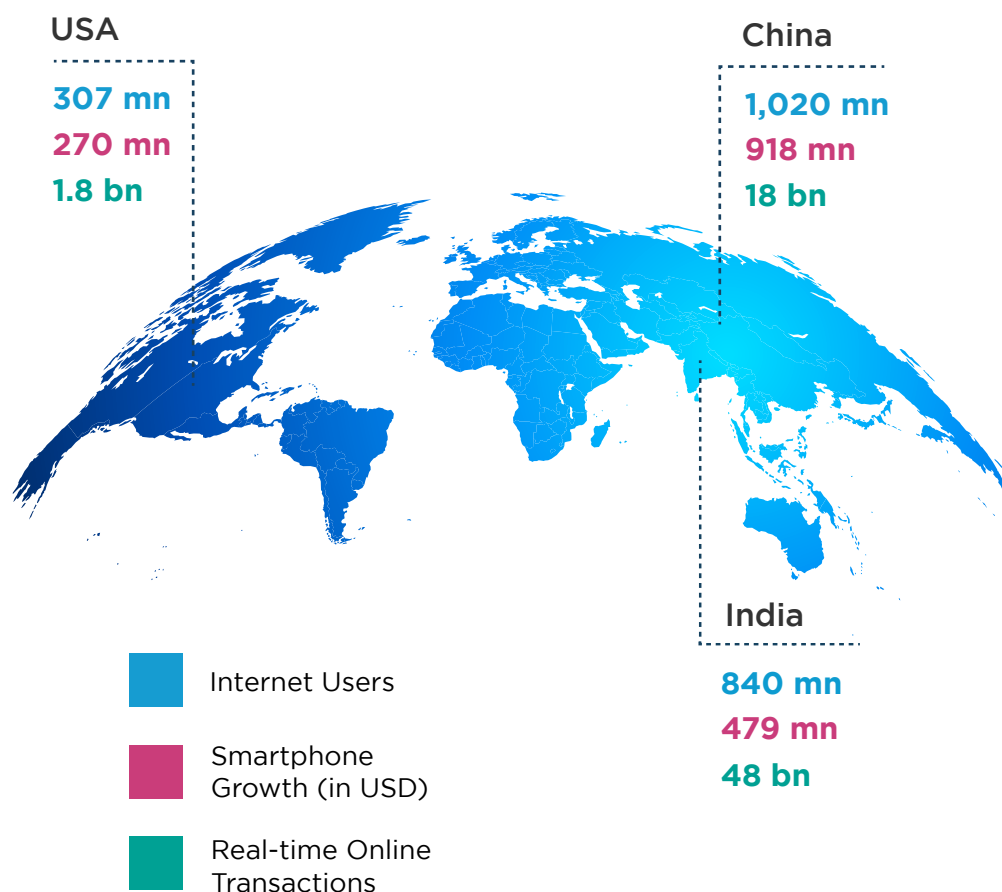 USA
307 mn
270 mn
1.8 bn
China
1,020 mn
918 mn
18 bn
India
840 mn
479 mn
48 bn
Internet Users
Smartphone
Growth (in USD)
Real-time Online
Transactions